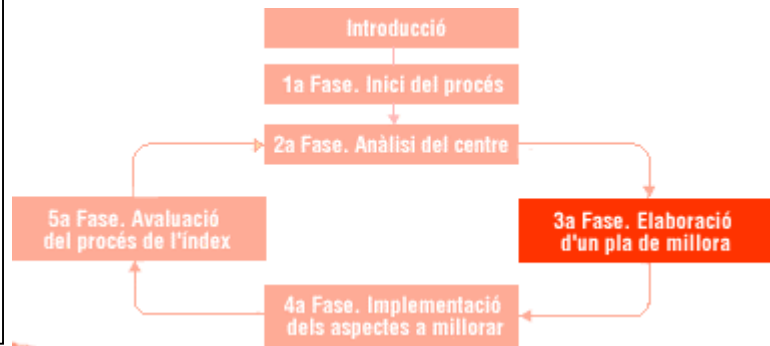 Introducció
1a Fase. Inici del procés
2a Fase. Anàlisi del centre
5a Fase. Avaluació
del procés de l'índex
3a Fase. Elaboració
d'un pla de millora
4a Fase. Implementació
dels aspectes a millorar